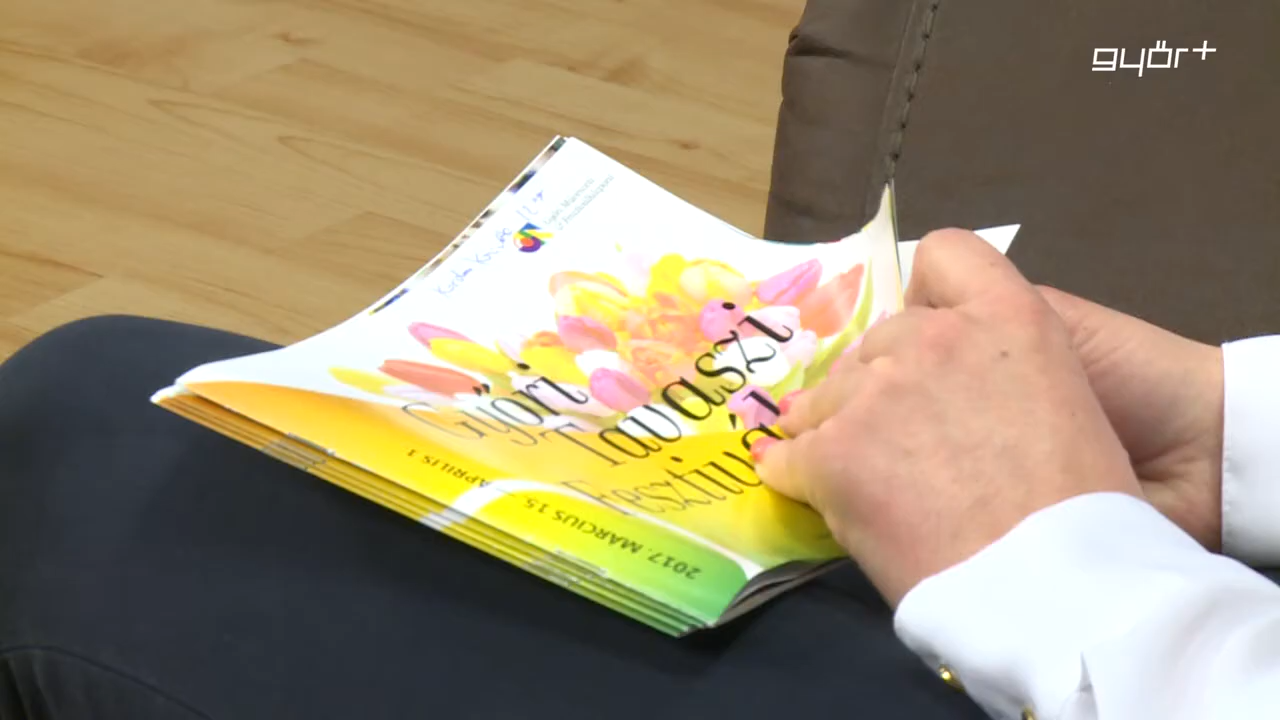 győr+
Győri
Tavaszi
Fesztivál
2017. MÁRCIUS 15. – ÁPRILIS 1